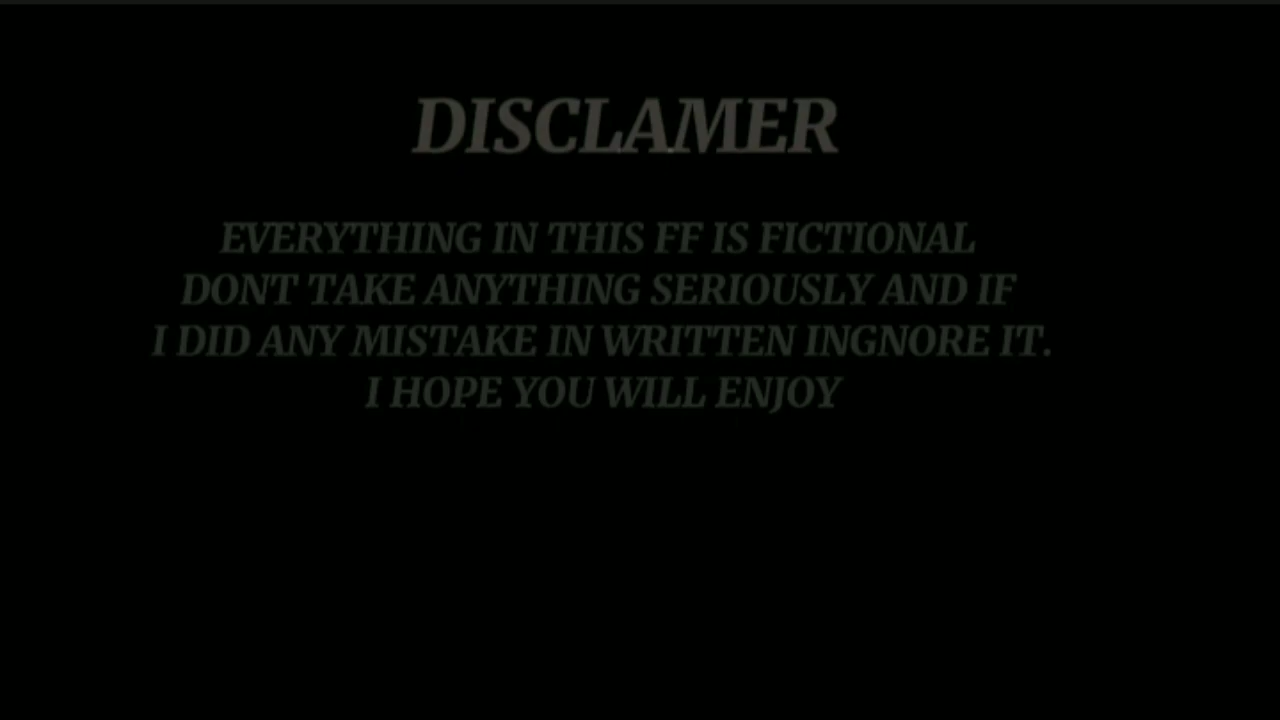 DISCLAMER
EVERYTHING IN THIS FF IS FICTIONAL
DONT TAKE ANYTHING SERIOUSLY AND IF
I DID ANY MISTAKE IN WRITTEN INGNORE IT.
I HOPE YOU WILL ENJOY